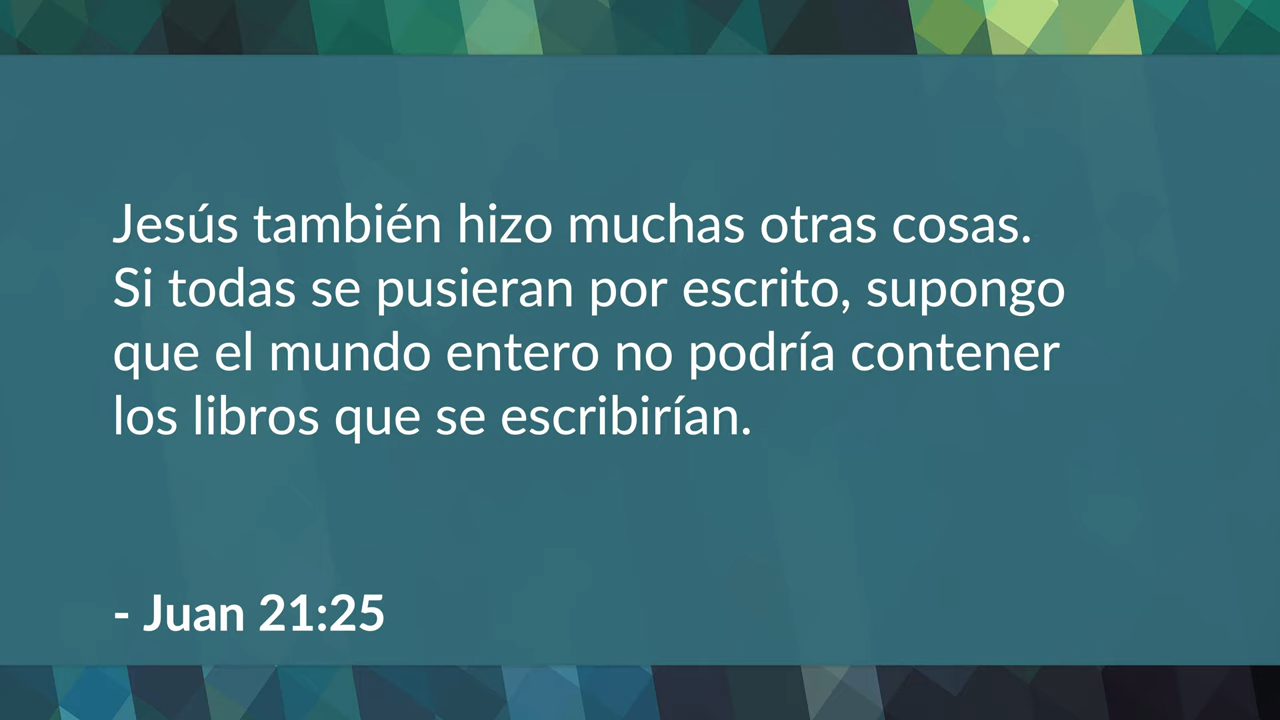 Jesús también hizo muchas otras cosas.
Si todas se pusieran por escrito, supongo
que el mundo entero no podría contener
los libros que se escribirían.
- Juan 21:25